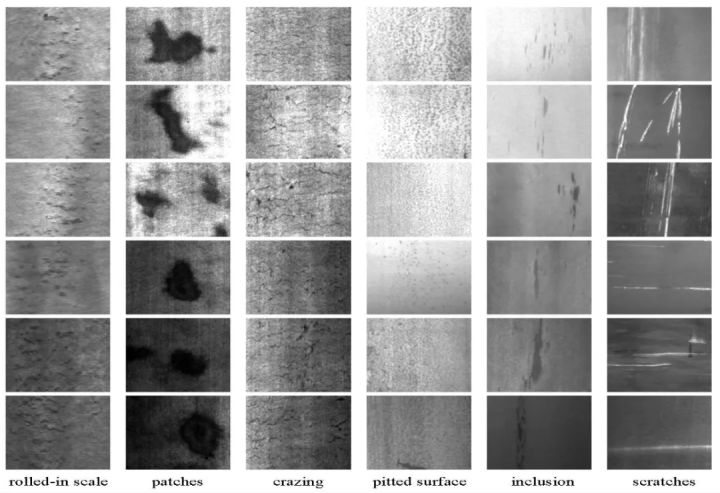 rolled-in scale patches crazing pitted surface inclusion scratches